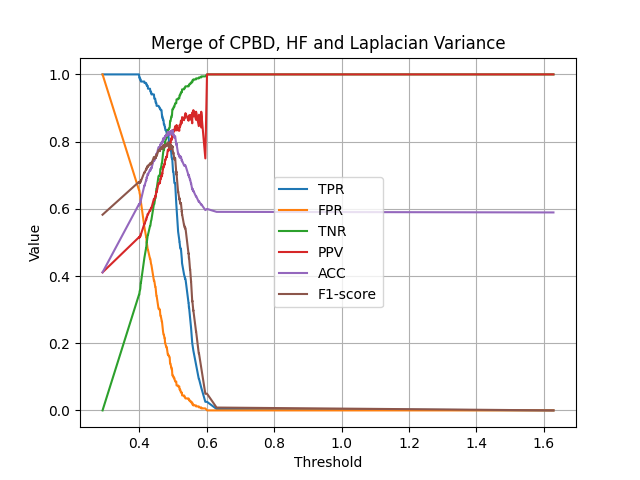 Merge of CPBD, HF and Laplacian Variance
1.0
0.8
0.6
0.4
0.2
0.0
Value
TPR
FPR
TNR
PPV
ACC
F1-score
0.4 0.6 0.8 1.0 1.2 1.4 1.6
Threshold